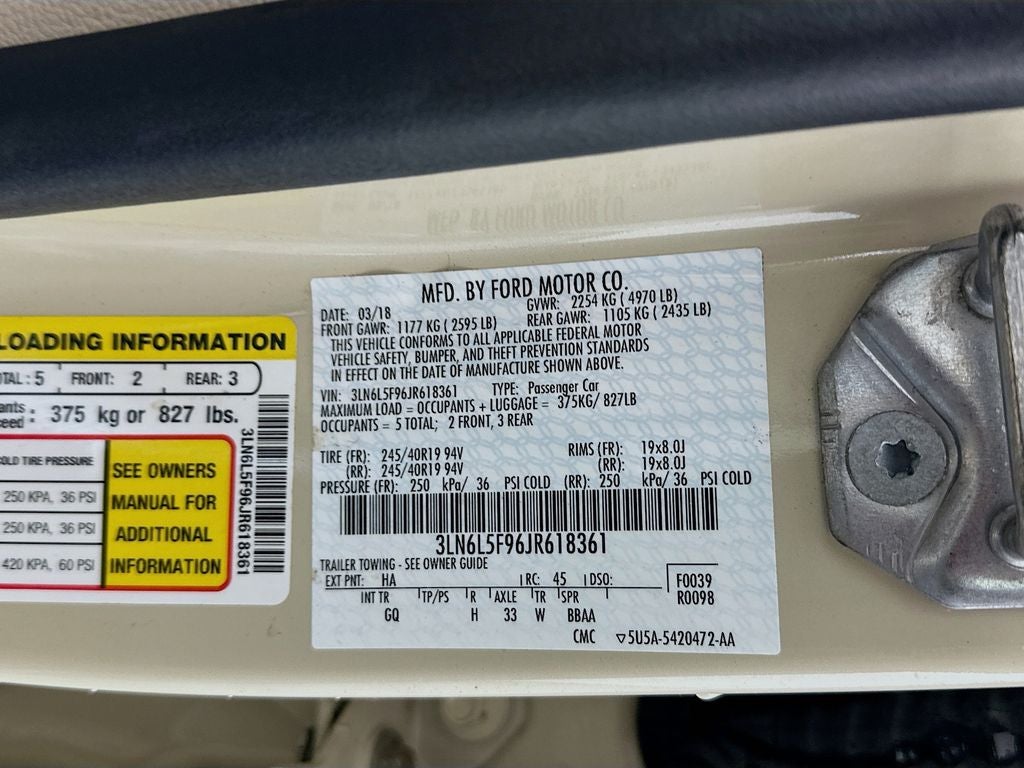 LOADING INFORMATION
TOTAL : 5 FRONT: 2 REAR: 3
375 kg or 827 lbs.
COLD TIRE PRESSURE
250 KPA, 36 PSI
250 KPA, 36 PSI
420 KPA, 60 PSI
SEE OWNERS
MANUAL FOR
ADDITIONAL
INFORMATION
3LN6L5F96JR618361
MFD. BY FORD MOTOR CO.
DATE: 03/18 GVWR: 2254 KG ( 4970 LB)
FRONT GAWR: 1177 KG ( 2595 LB) REAR GAWR: 1105 KG ( 2435 LB)
THIS VEHICLE CONFORMS TO ALL APPLICABLE FEDERAL MOTOR
VEHICLE SAFETY, BUMPER, AND THEFT PREVENTION STANDARDS
IN EFFECT ON THE DATE OF MANUFACTURE SHOWN ABOVE.
VIN: 3LN6L5F96JR618361 TYPE: Passenger Car
MAXIMUM LOAD = OCCUPANTS + LUGGAGE = 375KG/ 827LB
OCCUPANTS = 5 TOTAL; 2 FRONT, 3 REAR
TIRE (FR): 245/40R19 94V RIMS (FR): 19x8.0J
(RR): 245/40R19 94V (RR): 19x8.0J
PRESSURE (FR): 250 kPa/ 36 PSI COLD (RR): 250 kPa/ 36 PSI COLD
3LN6L5F96JR618361
TRAILER TOWING - SEE OWNER GUIDE
EXT PNT: HA RC: 45 DSO: F0039
INT TR TP/PS R AXLE TR SPR R0098
GQ H 33 W BBAA
CMC ▽5U5A-5420472-AA